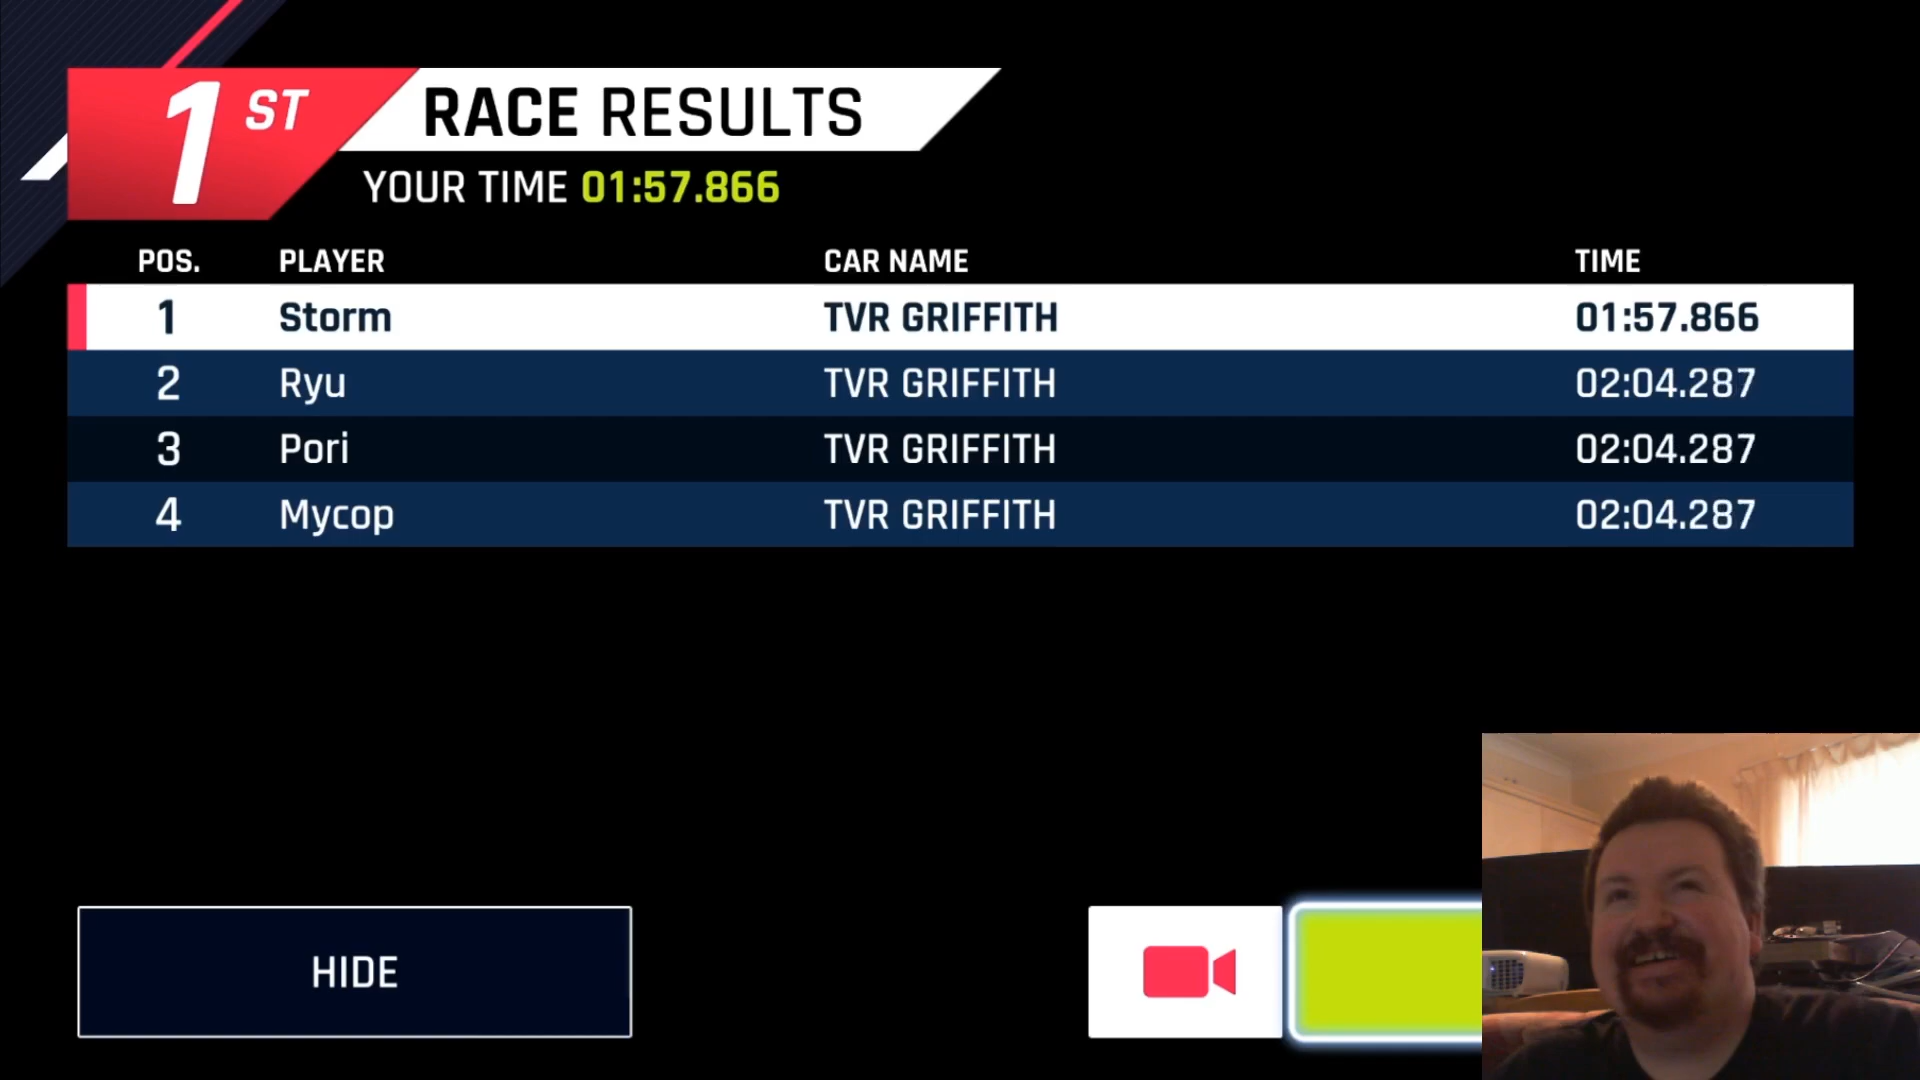 1ST
RACE RESULTS
YOUR TIME 01:57.866
POS. PLAYER CAR NAME TIME
1 Storm TVR GRIFFITH 01:57.866
2 Ryu TVR GRIFFITH 02:04.287
3 Pori TVR GRIFFITH 02:04.287
4 Mycop TVR GRIFFITH 02:04.287
HIDE